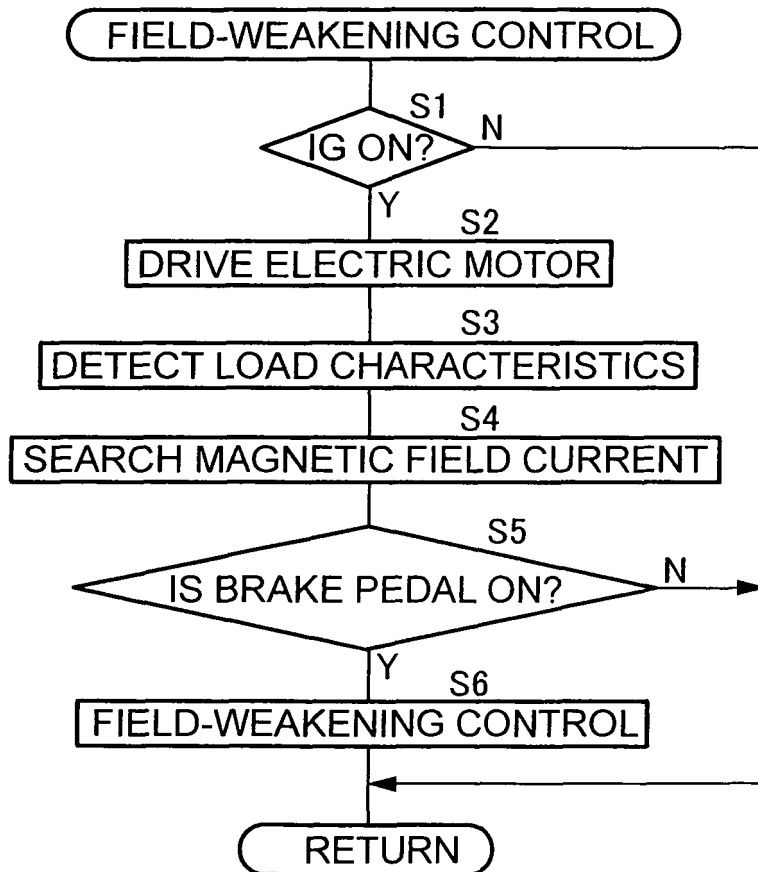 FIELD-WEAKENING CONTROL
S1
IG ON?
N
Y
S2
DRIVE ELECTRIC MOTOR
S3
DETECT LOAD CHARACTERISTICS
S4
SEARCH MAGNETIC FIELD CURRENT
S5
IS BRAKE PEDAL ON?
N
Y
S6
FIELD-WEAKENING CONTROL
RETURN